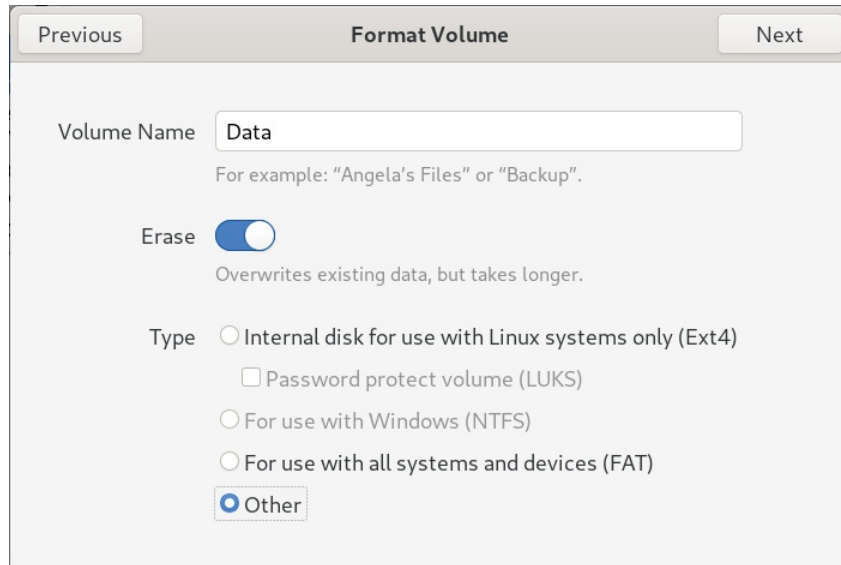 Previous Format Volume Next
Volume Name Data
For example: “Angela’s Files” or “Backup”.
Erase
Overwrites existing data, but takes longer.
Type Internal disk for use with Linux systems only (Ext4)
Password protect volume (LUKS)
For use with Windows (NTFS)
For use with all systems and devices (FAT)
Other